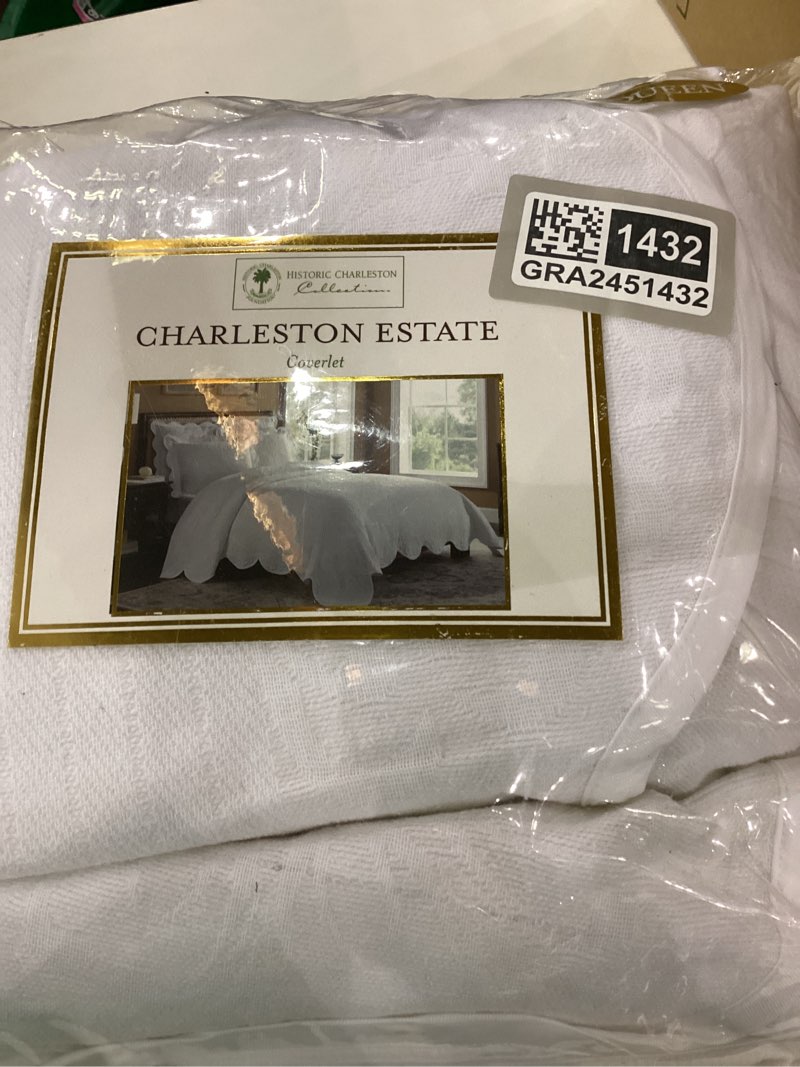 QUEEN
1432
GRA2451432
HISTORIC CHARLESTON
Collection
CHARLESTON ESTATE
Coverlet